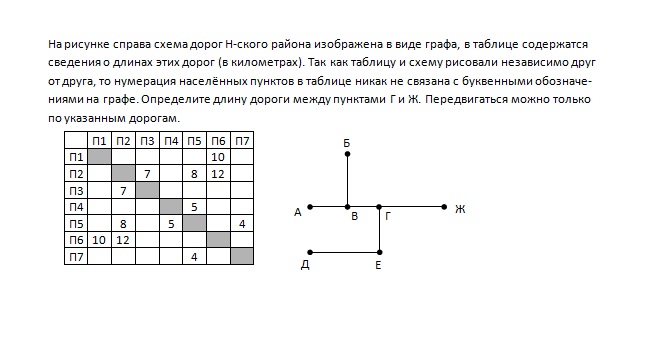 На рисунке справа схема дорог Н-ского района изображена в виде графа, в таблице содержатся
сведения о длинах этих дорог (в километрах). Так как таблицу и схему рисовали независимо друг
от друга, то нумерация населённых пунктов в таблице никак не связана с буквенными обозначе-
ниями на графе. Определите длину дороги между пунктами Г и Ж. Передвигаться можно только
по указанным дорогам.
П1 П2 П3 П4 П5 П6 П7
П1 10
П2 7 8 12
П3 7
П4 5
П5 8 5 4
П6 10 12
П7 4
Б
А В Г Ж
Д Е